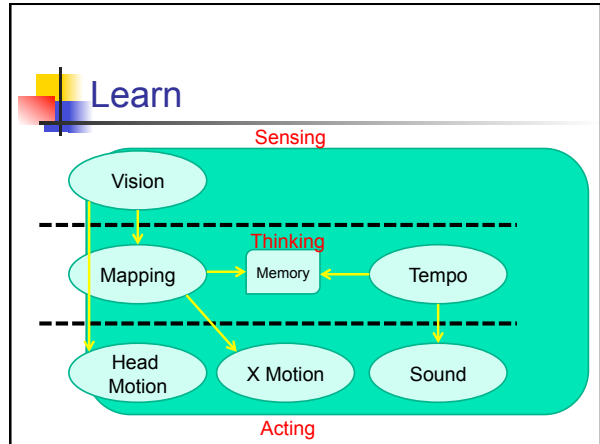 Learn
Sensing
Vision
Thinking
Mapping
Memory
Tempo
Head
Motion
X Motion
Sound
Acting